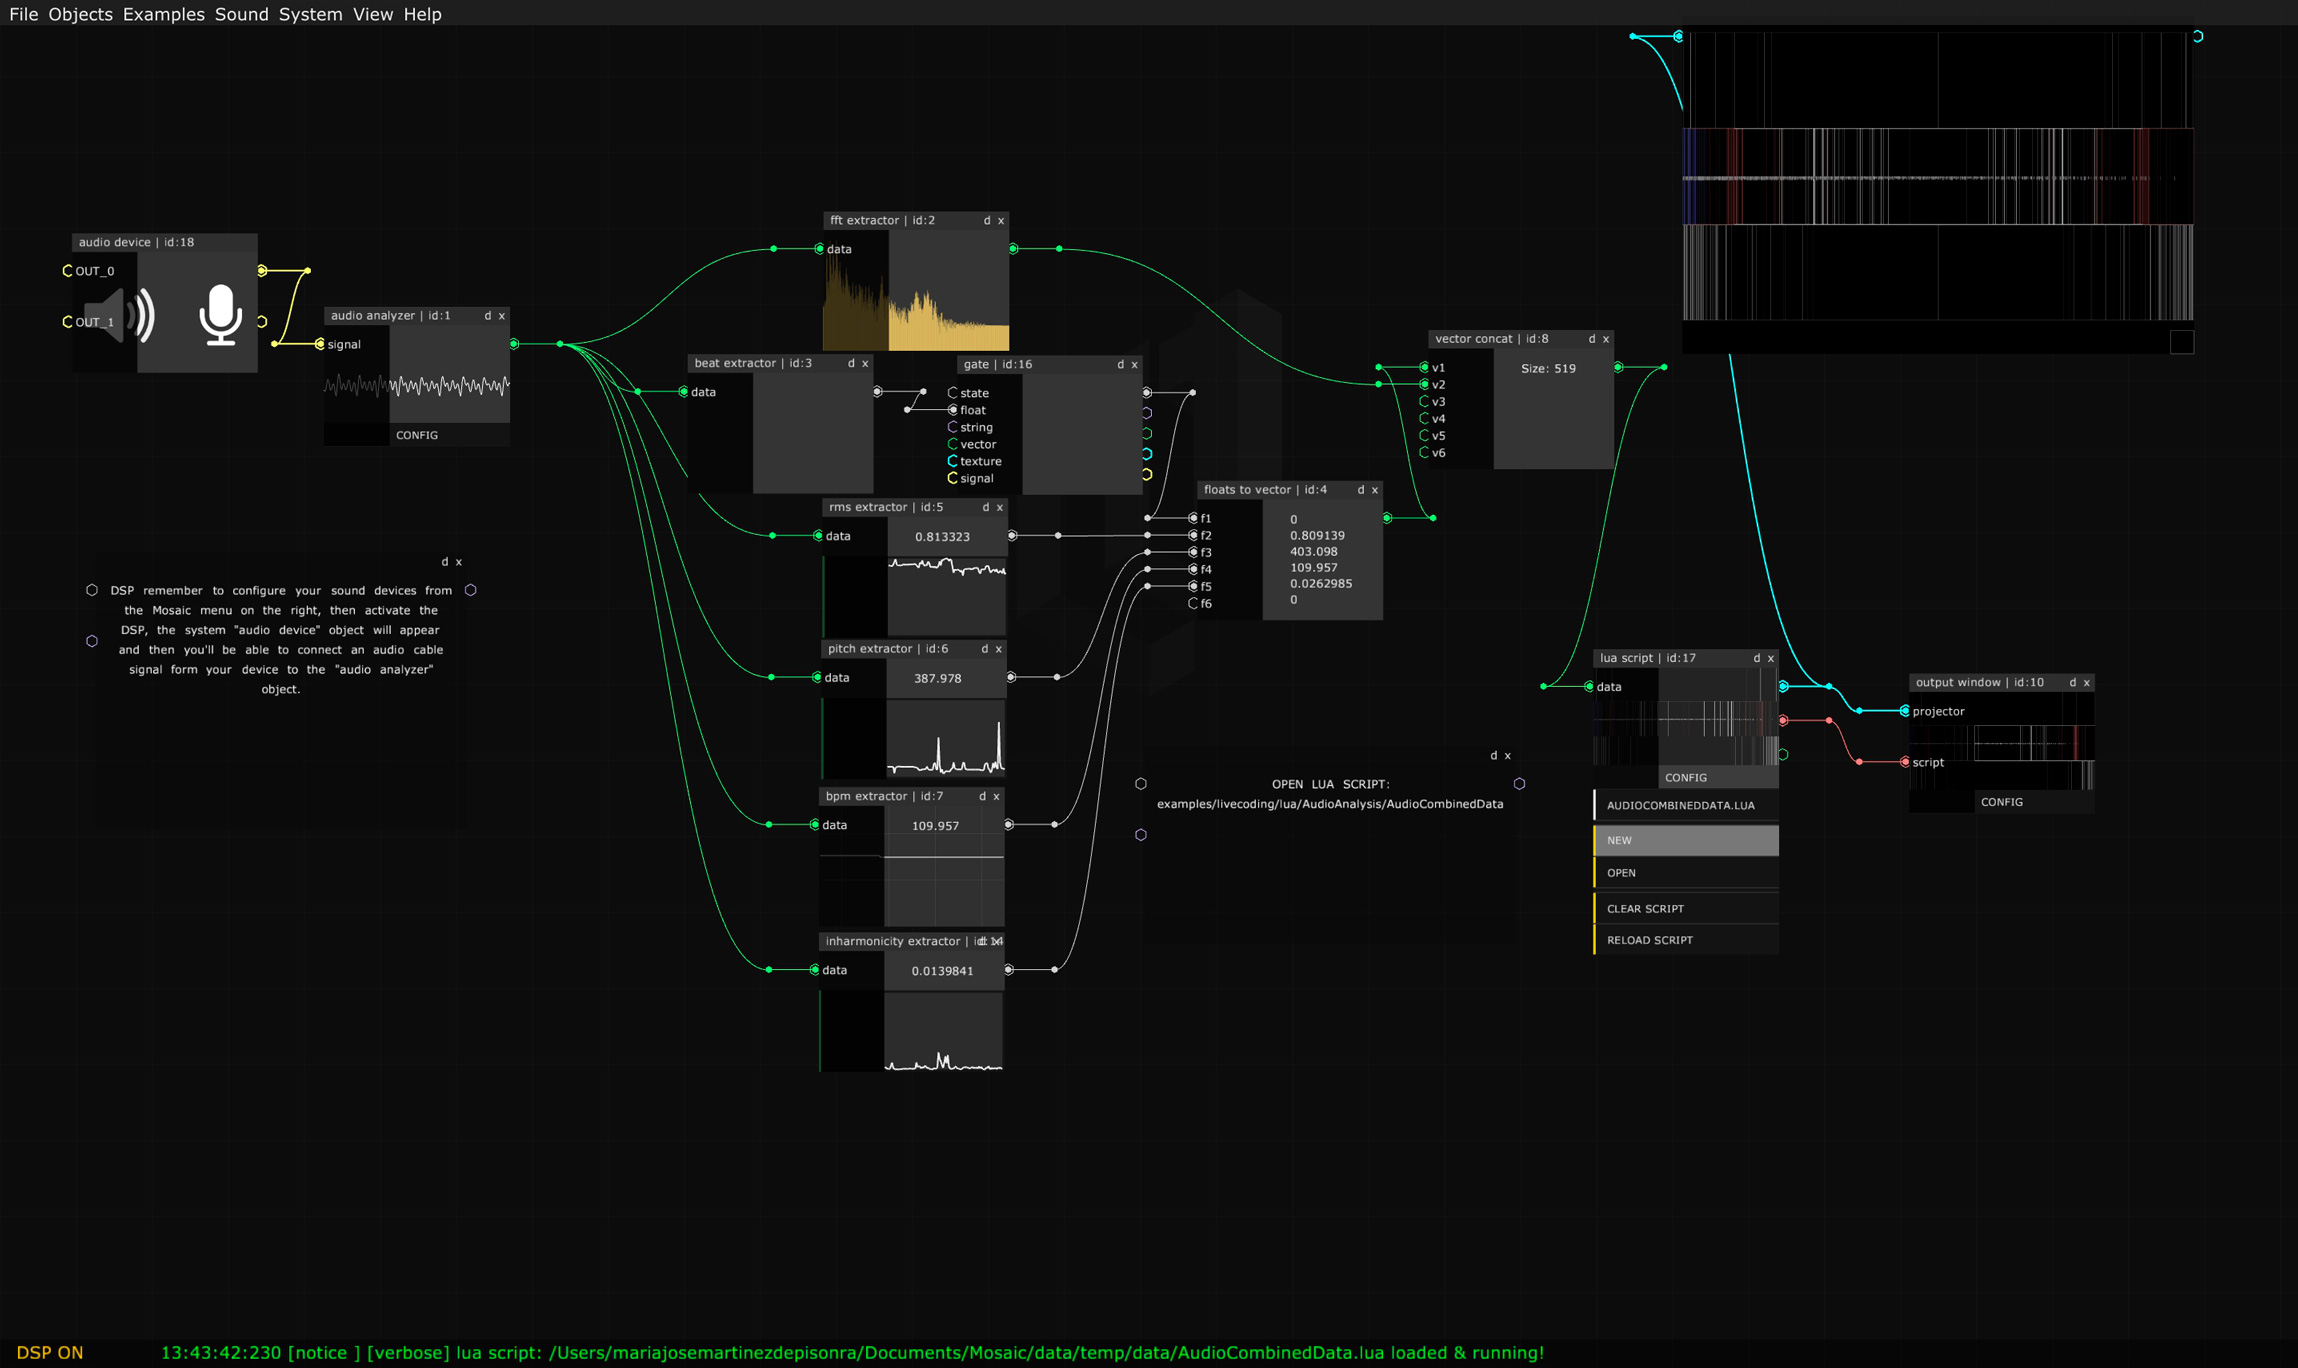 File Objects Examples Sound System View Help
audio device | id:18
OUT_0
OUT_1
audio analyzer | id:1 d x
signal
CONFIG
fft extractor | id:2 d x
data
beat extractor | id:3 d x
data
gate | id:16 d x
state
float
string
vector
texture
signal
rms extractor | id:5 d x
data 0.813323
pitch extractor | id:6 d x
data 387.978
bpm extractor | id:7 d x
data 109.957
inharmonicity extractor | id:14 d x
data 0.0139841
floats to vector | id:4 d x
f1 0
f2 0.809139
f3 403.098
f4 109.957
f5 0.0262985
f6 0
vector concat | id:8 d x
v1 Size: 519
v2
v3
v4
v5
v6
d x
DSP remember to configure your sound devices from
the Mosaic menu on the right, then activate the
DSP, the system "audio device" object will appear
and then you'll be able to connect an audio cable
signal form your device to the "audio analyzer"
object.
d x
OPEN LUA SCRIPT:
examples/livecoding/lua/AudioAnalysis/AudioCombinedData
lua script | id:17 d x
data
CONFIG
AUDIOCOMBINEDDATA.LUA
NEW
OPEN
CLEAR SCRIPT
RELOAD SCRIPT
output window | id:10 d x
projector
script
CONFIG
DSP ON 13:43:42:230 [notice ] [verbose] lua script: /Users/mariajosemartinezdepisonra/Documents/Mosaic/data/temp/data/AudioCombinedData.lua loaded & running!